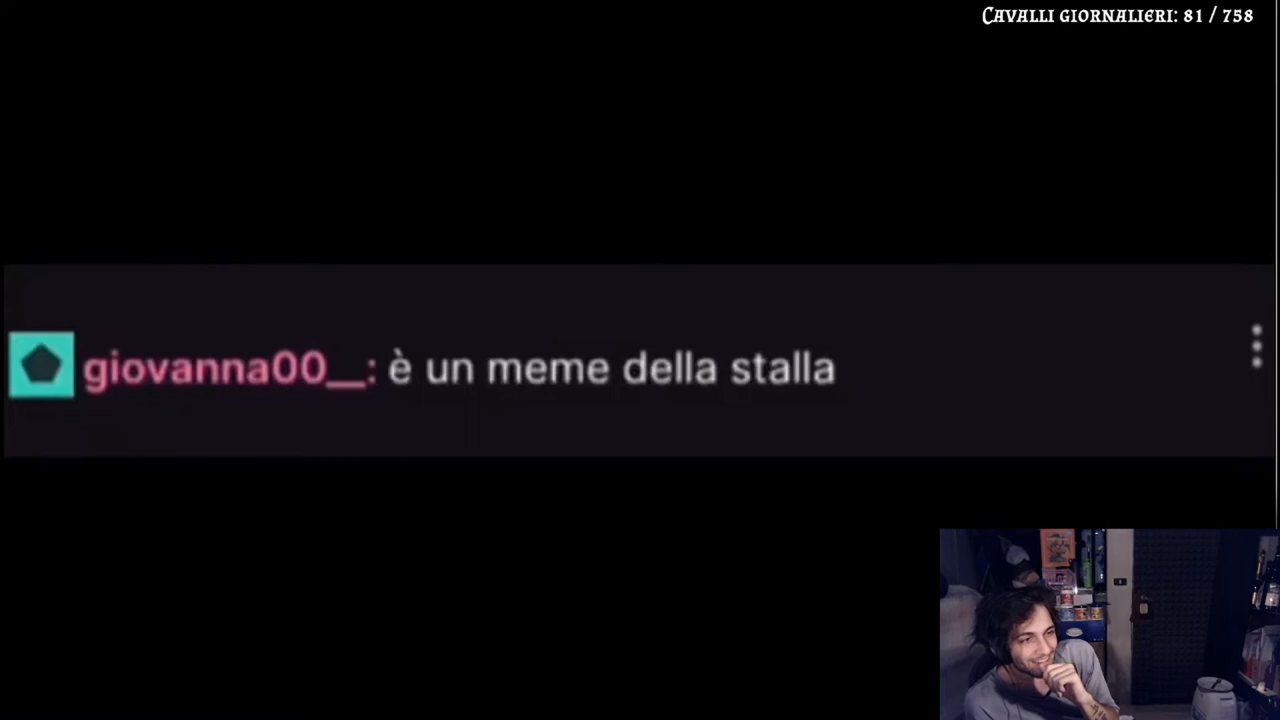 Cavalli giornalieri: 81 / 758
giovanna00__: è un meme della stalla